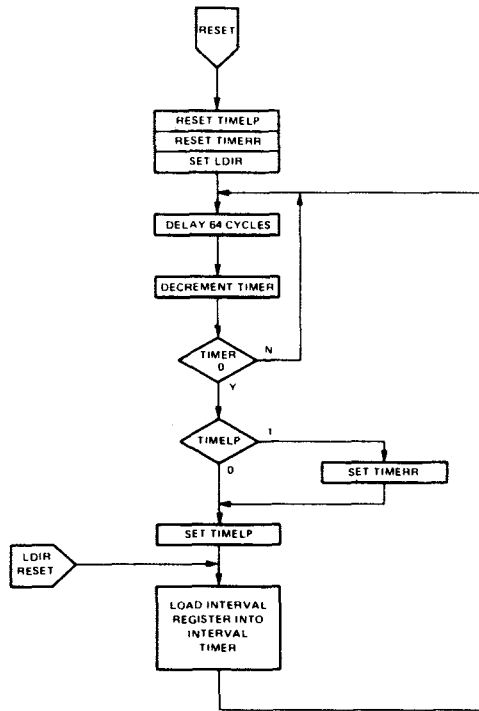 RESET
RESET TIMELP
RESET TIMERR
SET LDIR
DELAY 64 CYCLES
DECREMENT TIMER
TIMER
0
N
Y
TIMELP
1
0
SET TIMERR
SET TIMELP
LDIR
RESET
LOAD INTERVAL
REGISTER INTO
INTERVAL
TIMER